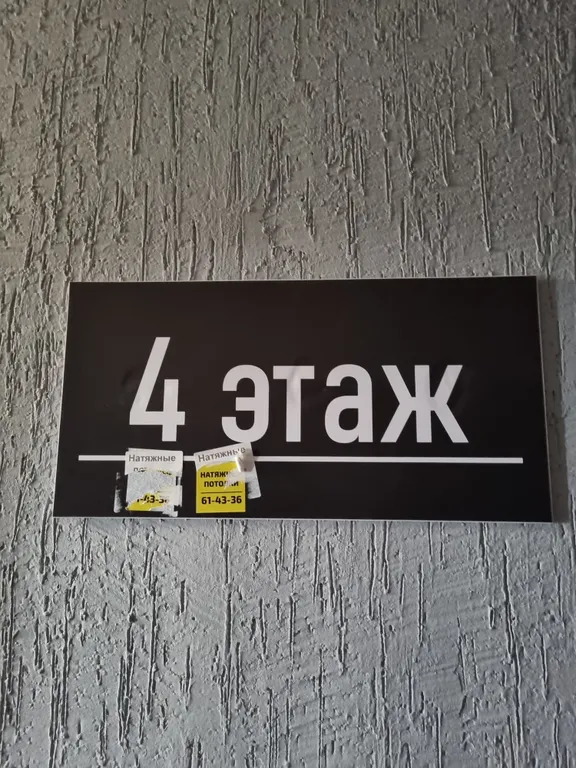 4 этаж
Натяжные
Натяжные
НАТЯЖНЫЕ
ПОТОЛКИ
61-43-36